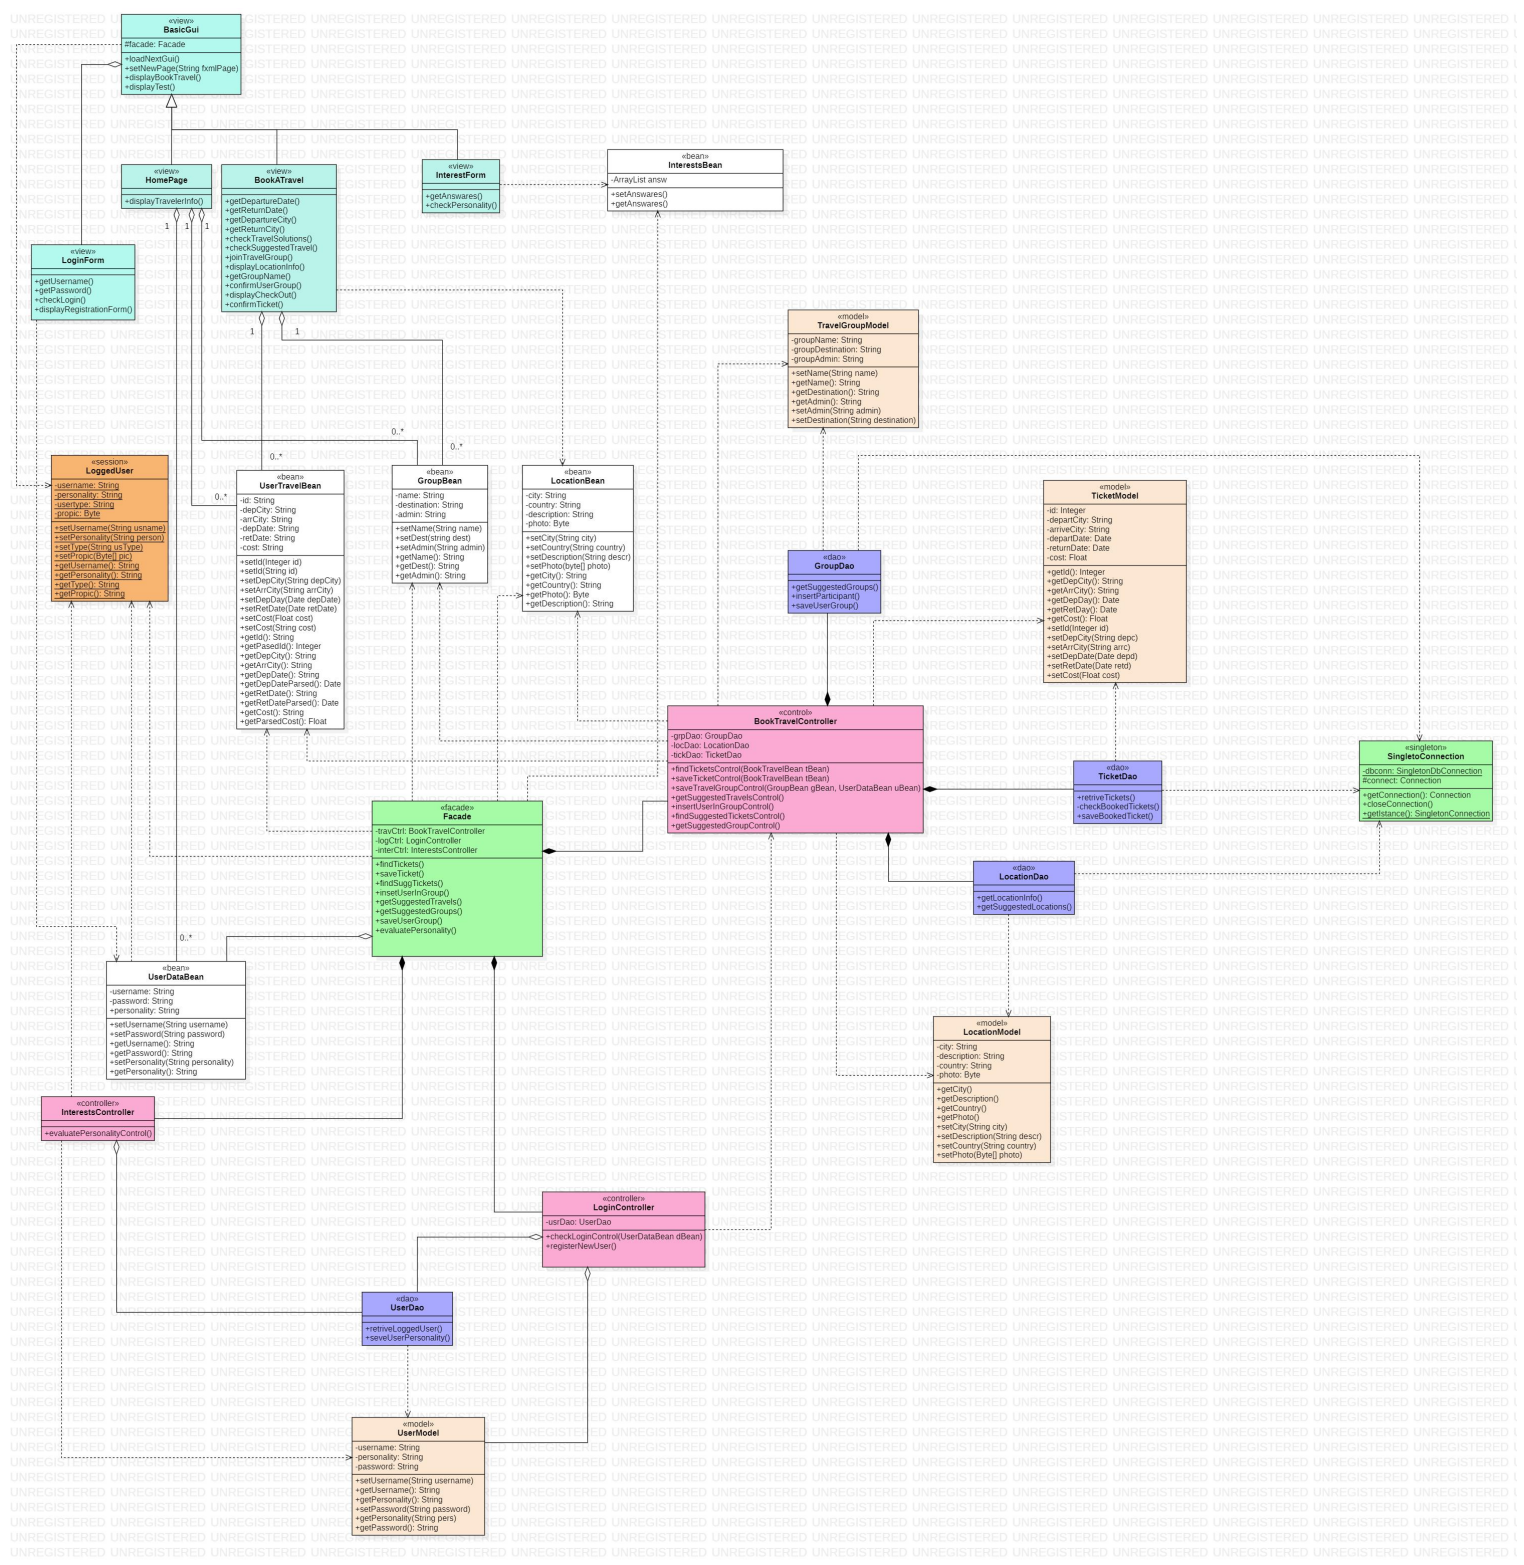 «view»
BasicGui
#facade: Facade
+loadNextGui()
+setNewPage(String fxmlPage)
+displayBookTravel()
+displayTest()
«view»
HomePage
+displayTravelerInfo()
«view»
BookATravel
+getDepartureDate()
+getReturnDate()
+getDepartureCity()
+getReturnCity()
+checkTravelSolutions()
+checkSuggestedTravel()
+joinTravelGroup()
+displayLocationInfo()
+getGroupName()
+confirmUserGroup()
+displayCheckOut()
+confirmTicket()
«view»
InterestForm
+getAnswares()
+checkPersonality()
«bean»
InterestsBean
-ArrayList answ
+setAnswares()
+getAnswares()
1
1
1
«view»
LoginForm
+getUsername()
+getPassword()
+checkLogin()
+displayRegistrationForm()
1
1
«model»
TravelGroupModel
-groupName: String
-groupDestination: String
-groupAdmin: String
+setName(String name)
+getName(): String
+getDestination(): String
+getAdmin(): String
+setAdmin(String admin)
+setDestination(String destination)
0..*
0..*
0..*
0..*
«session»
LoggedUser
-username: String
-personality: String
-usertype: String
-propic: Byte
+setUsername(String usname)
+setPersonality(String person)
+setType(String usType)
+setPropic(Byte[] pic)
+getUsername(): String
+getPersonality(): String
+getType(): String
+getPropic(): String
«bean»
UserTravelBean
-id: String
-depCity: String
-arrCity: String
-depDate: String
-retDate: String
-cost: String
+setId(Integer id)
+setId(String id)
+setDepCity(String depCity)
+setArrCity(String arrCity)
+setDepDay(Date depDate)
+setRetDate(Date retDate)
+setCost(Float cost)
+setCost(String cost)
+getId(): String
+getPasedId(): Integer
+getDepCity(): String
+getArrCity(): String
+getDepDate(): String
+getDepDateParsed(): Date
+getRetDate(): String
+getRetDateParsed(): Date
+getCost(): String
+getParsedCost(): Float
«bean»
GroupBean
-name: String
-destination: String
-admin: String
+setName(String name)
+setDest(String dest)
+setAdmin(String admin)
+getName(): String
+getDest(): String
+getAdmin(): String
«bean»
LocationBean
-city: String
-country: String
-description: String
-photo: Byte
+setCity(String city)
+setCountry(String country)
+setDescription(String descr)
+setPhoto(byte[] photo)
+getCity(): String
+getCountry(): String
+getPhoto(): Byte
+getDescription(): String
«dao»
GroupDao
+getSuggestedGroups()
+insertParticipant()
+saveUserGroup()
«model»
TicketModel
-id: Integer
-departCity: String
-arriveCity: String
-departDate: Date
-returnDate: Date
-cost: Float
+getId(): Integer
+getDepCity(): String
+getArrCity(): String
+getDepDay(): Date
+getRetDay(): Date
+getCost(): Float
+setId(Integer id)
+setDepCity(String depc)
+setArrCity(String arrc)
+setDepDate(Date depd)
+setRetDate(Date retd)
+setCost(Float cost)
«control»
BookTravelController
-grpDao: GroupDao
-locDao: LocationDao
-tickDao: TicketDao
+findTicketsControl(BookTravelBean tBean)
+saveTicketControl(BookTravelBean tBean)
+saveTravelGroupControl(GroupBean gBean, UserDataBean uBean)
+getSuggestedTravelsControl()
+insertUserInGroupControl()
+findSuggestedTicketsControl()
+getSuggestedGroupControl()
«dao»
TicketDao
+retriveTickets()
-checkBookedTickets()
+saveBookedTicket()
«singleton»
SingletoConnection
-dbconn: SingletonDbConnection
#connect: Connection
+getConnection(): Connection
+closeConnection()
+getIstance(): SingletonConnection
«facade»
Facade
-travCtrl: BookTravelController
-logCtrl: LoginController
-interCtrl: InterestsController
+findTickets()
+saveTicket()
+findSuggTickets()
+insetUserInGroup()
+getSuggestedTravels()
+getSuggestedGroups()
+saveUserGroup()
+evaluatePersonality()
«dao»
LocationDao
+getLocationInfo()
+getSuggestedLocations()
0..*
«bean»
UserDataBean
-username: String
-password: String
+personality: String
+setUsername(String username)
+setPassword(String password)
+getUsername(): String
+getPassword(): String
+setPersonality(String personality)
+getPersonality(): String
«model»
LocationModel
-city: String
-description: String
-country: String
-photo: Byte
+getCity()
+getDescription()
+getCountry()
+getPhoto()
+setCity(String city)
+setDescription(String descr)
+setCountry(String country)
+setPhoto(Byte[] photo)
«controller»
InterestsController
+evaluatePersonalityControl()
«controller»
LoginController
-usrDao: UserDao
+checkLoginControl(UserDataBean dBean)
+registerNewUser()
«dao»
UserDao
+retriveLoggedUser()
+seveUserPersonality()
«model»
UserModel
-username: String
-personality: String
-password: String
+setUsername(String username)
+getUsername(): String
+getPersonality(): String
+setPassword(String password)
+getPersonality(String pers)
+getPassword(): String